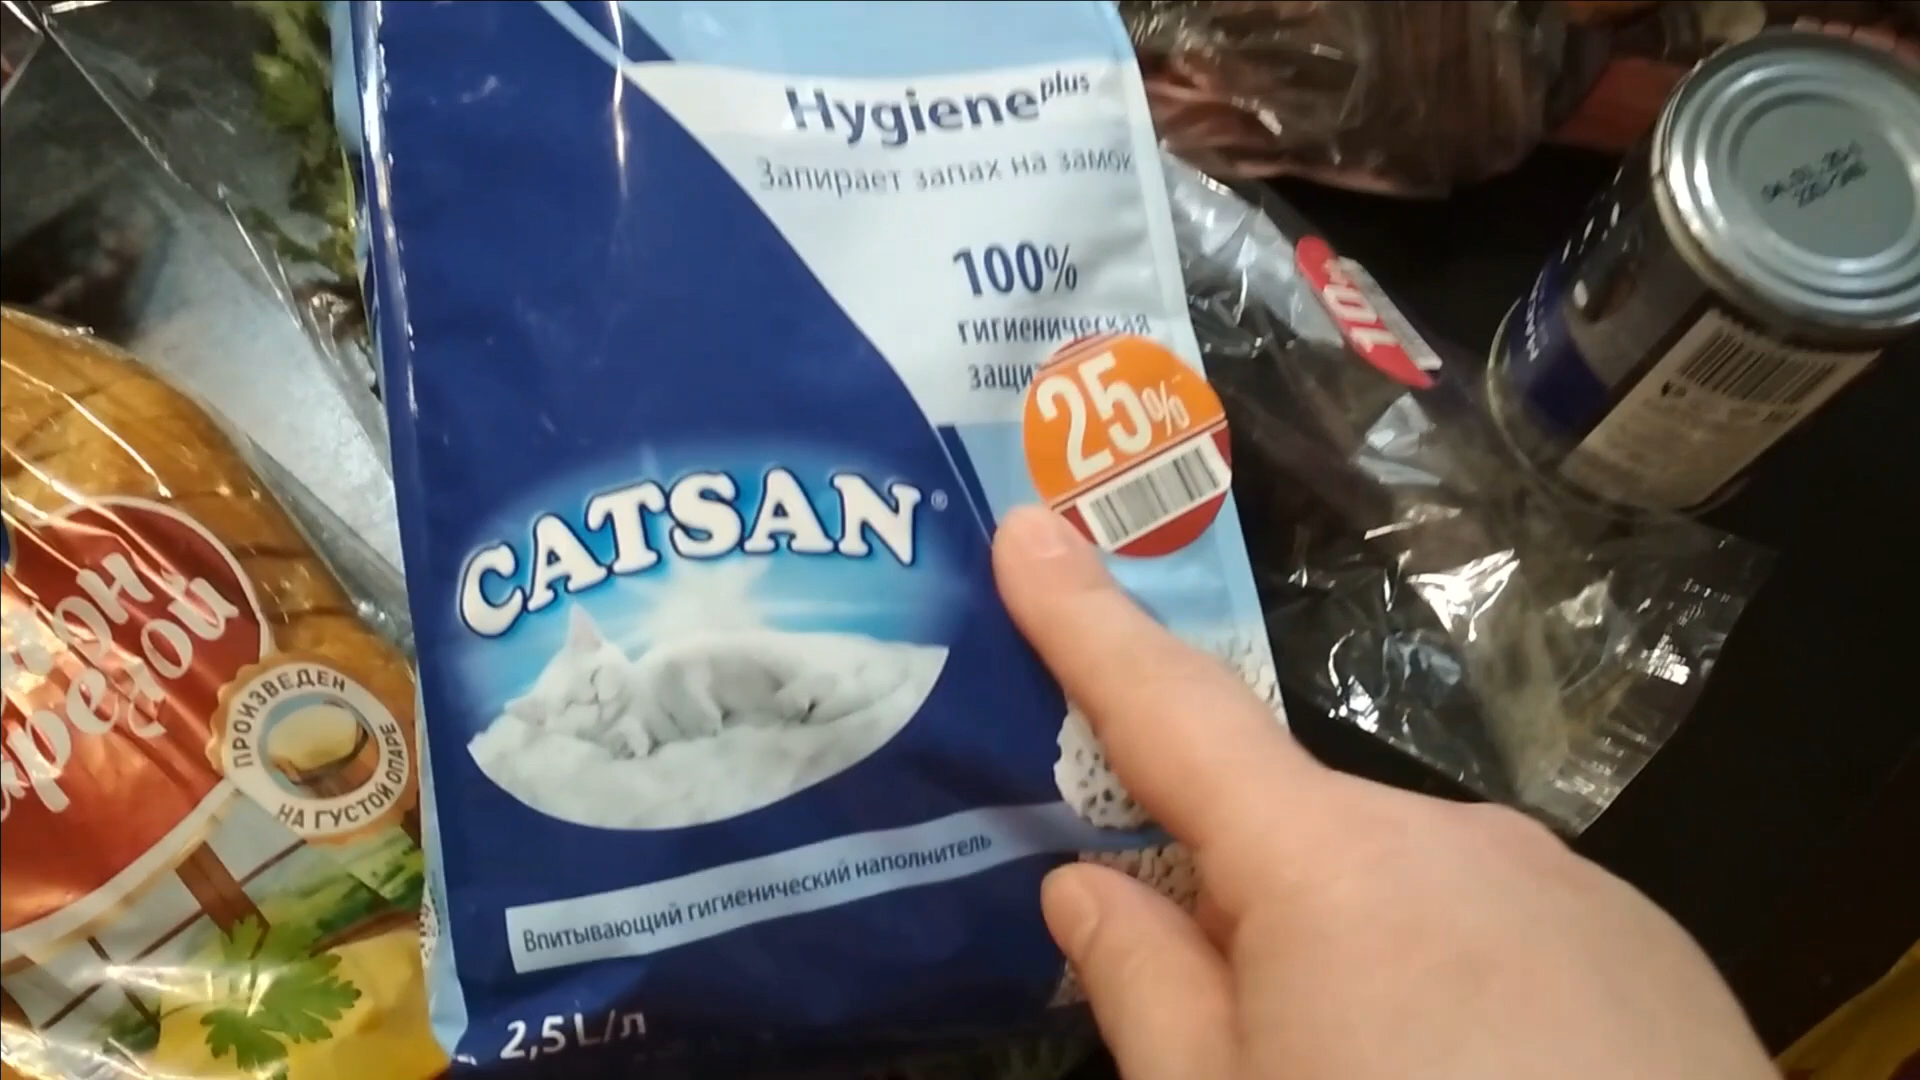 Hygiene plus
Запирает запах на замок
100%
гигиеническая
25%
CATSAN®
ПРОИЗВЕДЕН
НА ГУСТОЙ ОПАРЕ
Впитывающий гигиенический наполнитель
2,5 L/л